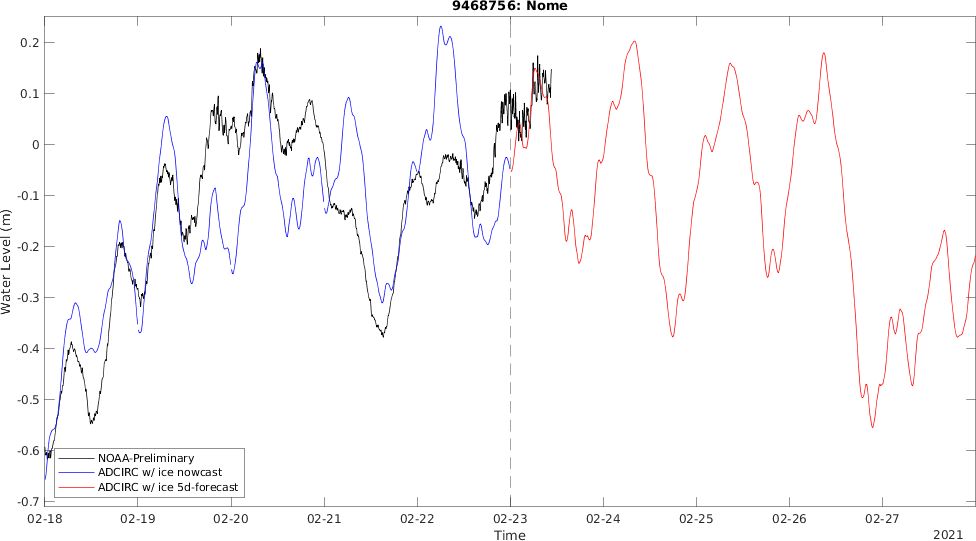 9468756: Nome
Water Level (m)
0.2
0.1
0
-0.1
-0.2
-0.3
-0.4
-0.5
-0.6
-0.7
NOAA-Preliminary
ADCIRC w/ ice nowcast
ADCIRC w/ ice 5d-forecast
02-18 02-19 02-20 02-21 02-22 02-23 02-24 02-25 02-26 02-27
Time
2021